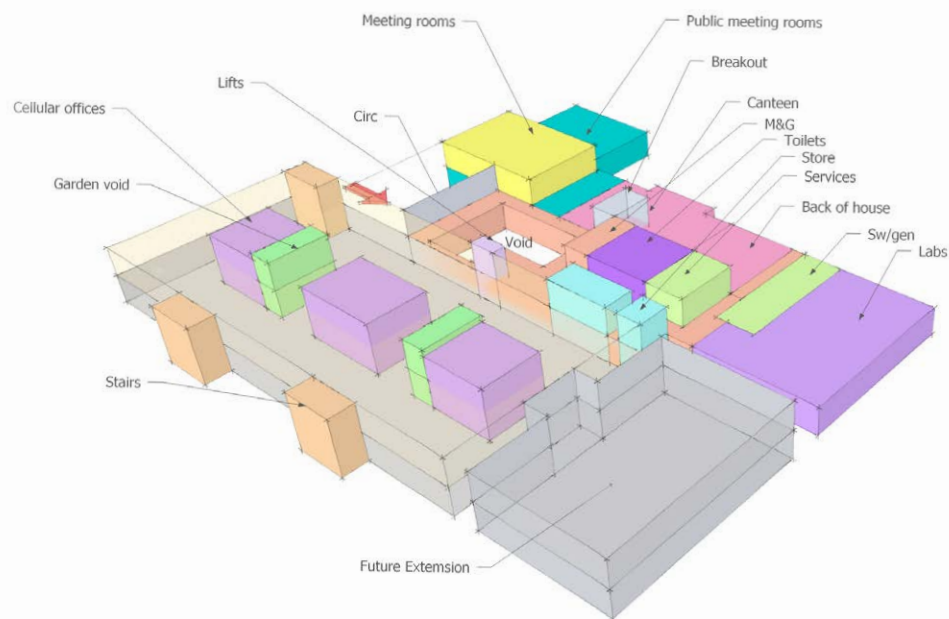 Meeting rooms
Public meeting rooms
Breakout
Lifts
Canteen
Cellular offices
Circ
M&G
Toilets
Store
Garden void
Services
Back of house
Void
Sw/gen
Labs
Stairs
Future Extemsion